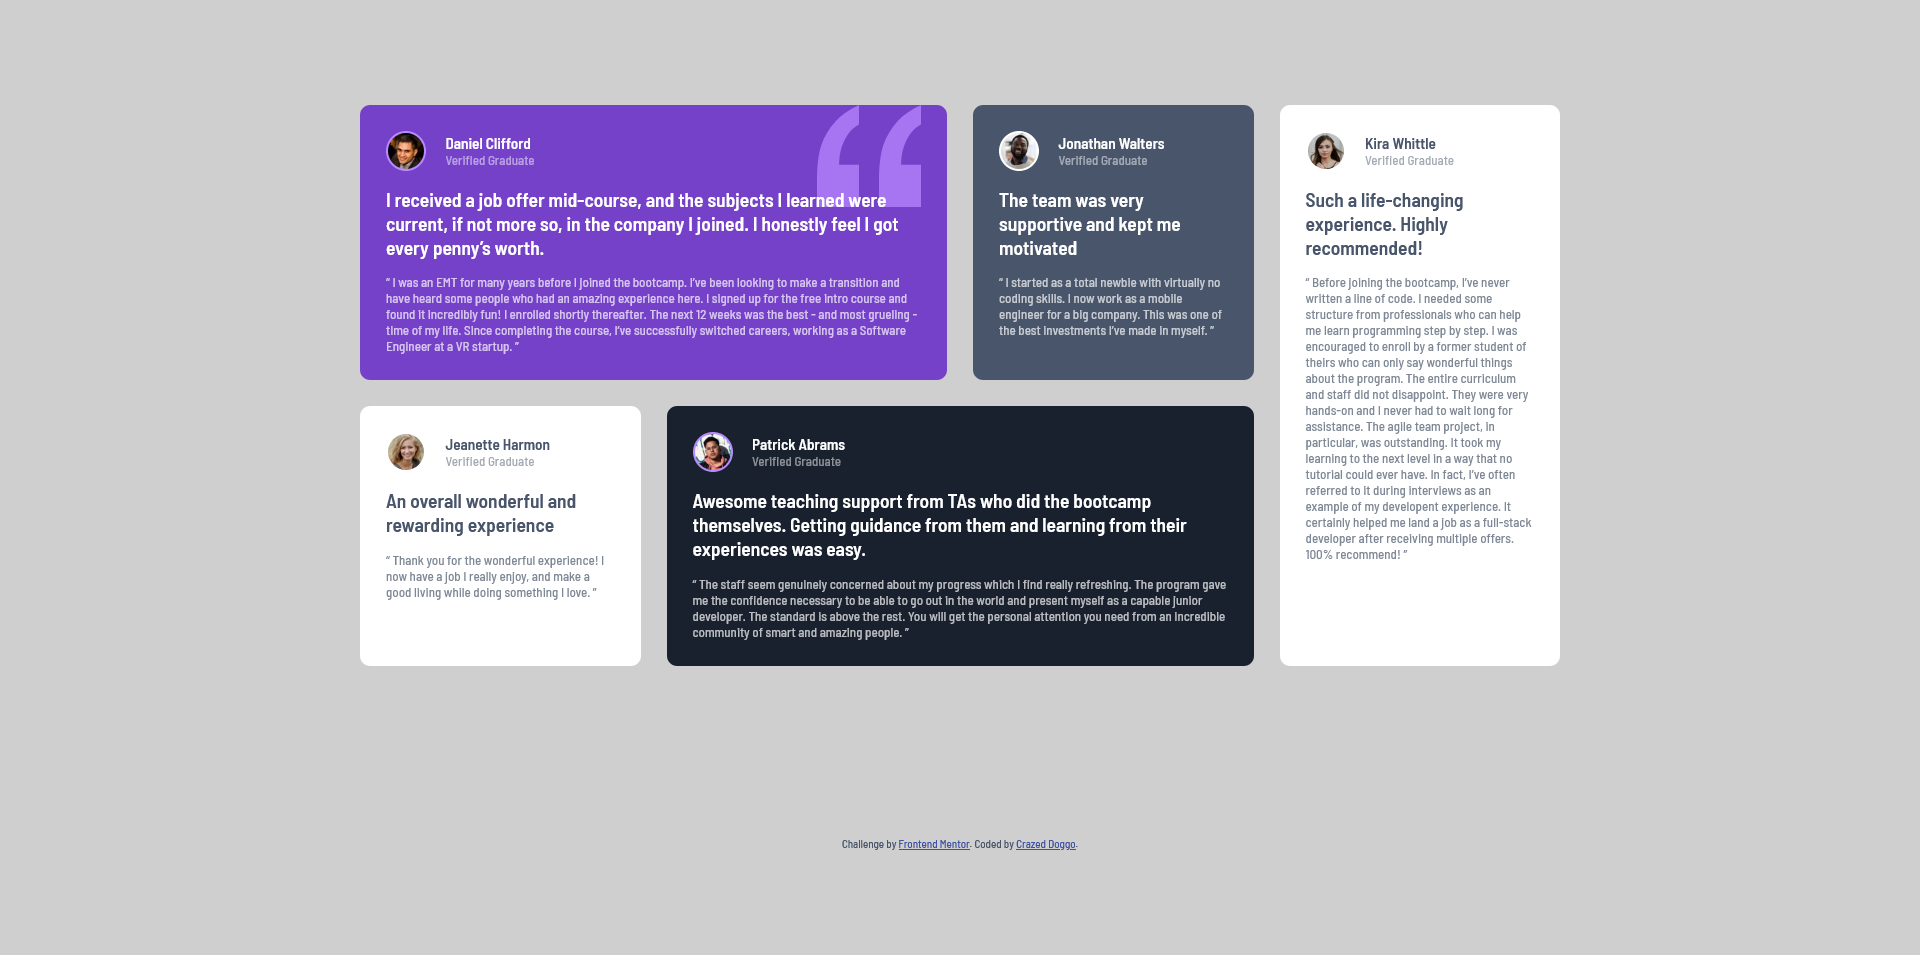 Daniel Clifford
Verified Graduate
I received a job offer mid-course, and the subjects I learned were
current, if not more so, in the company I joined. I honestly feel I got
every penny’s worth.
“ I was an EMT for many years before I joined the bootcamp. I’ve been looking to make a transition and
have heard some people who had an amazing experience here. I signed up for the free intro course and
found it incredibly fun! I enrolled shortly thereafter. The next 12 weeks was the best - and most grueling -
time of my life. Since completing the course, I’ve successfully switched careers, working as a Software
Engineer at a VR startup. ”
Jonathan Walters
Verified Graduate
The team was very
supportive and kept me
motivated
“ I started as a total newbie with virtually no
coding skills. I now work as a mobile
engineer for a big company. This was one of
the best investments I’ve made in myself. ”
Kira Whittle
Verified Graduate
Such a life-changing
experience. Highly
recommended!
“ Before joining the bootcamp, I’ve never
written a line of code. I needed some
structure from professionals who can help
me learn programming step by step. I was
encouraged to enroll by a former student of
theirs who can only say wonderful things
about the program. The entire curriculum
and staff did not disappoint. They were very
hands-on and I never had to wait long for
assistance. The agile team project, in
particular, was outstanding. It took my
learning to the next level in a way that no
tutorial could ever have. In fact, I’ve often
referred to it during interviews as an
example of my developent experience. It
certainly helped me land a job as a full-stack
developer after receiving multiple offers.
100% recommend! ”
Jeanette Harmon
Verified Graduate
An overall wonderful and
rewarding experience
“ Thank you for the wonderful experience! I
now have a job I really enjoy, and make a
good living while doing something I love. ”
Patrick Abrams
Verified Graduate
Awesome teaching support from TAs who did the bootcamp
themselves. Getting guidance from them and learning from their
experiences was easy.
“ The staff seem genuinely concerned about my progress which I find really refreshing. The program gave
me the confidence necessary to be able to go out in the world and present myself as a capable junior
developer. The standard is above the rest. You will get the personal attention you need from an incredible
community of smart and amazing people. ”
Challenge by Frontend Mentor. Coded by Crazed Doggo.